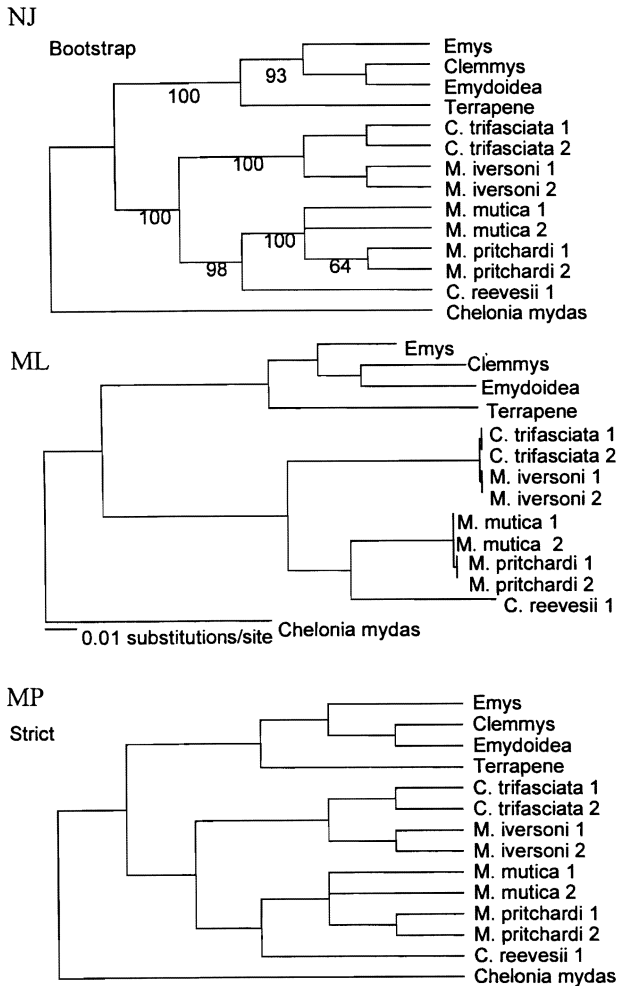 NJ
Bootstrap
Emys
93
Clemmys
100
Emydoidea
Terrapene
C. trifasciata 1
100
C. trifasciata 2
M. iversoni 1
M. iversoni 2
100
M. mutica 1
100
M. mutica 2
M. pritchardi 1
98
64
M. pritchardi 2
C. reevesii 1
Chelonia mydas
ML
Emys
Clemmys
Emydoidea
Terrapene
C. trifasciata 1
C. trifasciata 2
M. iversoni 1
M. iversoni 2
M. mutica 1
M. mutica 2
M. pritchardi 1
M. pritchardi 2
C. reevesii 1
0.01 substitutions/site
Chelonia mydas
MP
Strict
Emys
Clemmys
Emydoidea
Terrapene
C. trifasciata 1
C. trifasciata 2
M. iversoni 1
M. iversoni 2
M. mutica 1
M. mutica 2
M. pritchardi 1
M. pritchardi 2
C. reevesii 1
Chelonia mydas